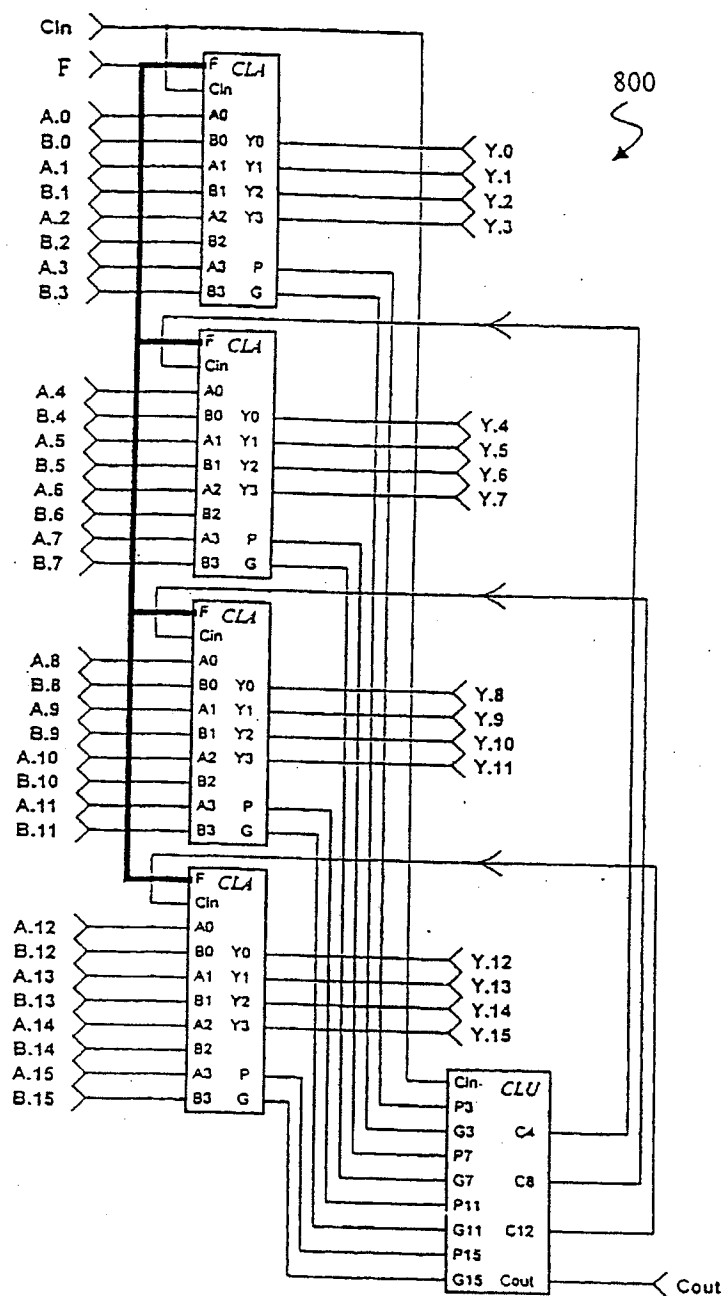 Cin
F
800
F CLA
Cin
A.0 A0
B.0 B0 Y0 Y.0
A.1 A1 Y1 Y.1
B.1 B1 Y2 Y.2
A.2 A2 Y3 Y.3
B.2 B2
A.3 A3 P
B.3 B3 G
F CLA
Cin
A.4 A0
B.4 B0 Y0 Y.4
A.5 A1 Y1 Y.5
B.5 B1 Y2 Y.6
A.6 A2 Y3 Y.7
B.6 B2
A.7 A3 P
B.7 B3 G
F CLA
Cin
A.8 A0
B.8 B0 Y0 Y.8
A.9 A1 Y1 Y.9
B.9 B1 Y2 Y.10
A.10 A2 Y3 Y.11
B.10 B2
A.11 A3 P
B.11 B3 G
F CLA
Cin
A.12 A0
B.12 B0 Y0 Y.12
A.13 A1 Y1 Y.13
B.13 B1 Y2 Y.14
A.14 A2 Y3 Y.15
B.14 B2
A.15 A3 P
B.15 B3 G
Cin CLU
P3
G3 C4
P7
G7 C8
P11
G11 C12
P15
G15 Cout Cout